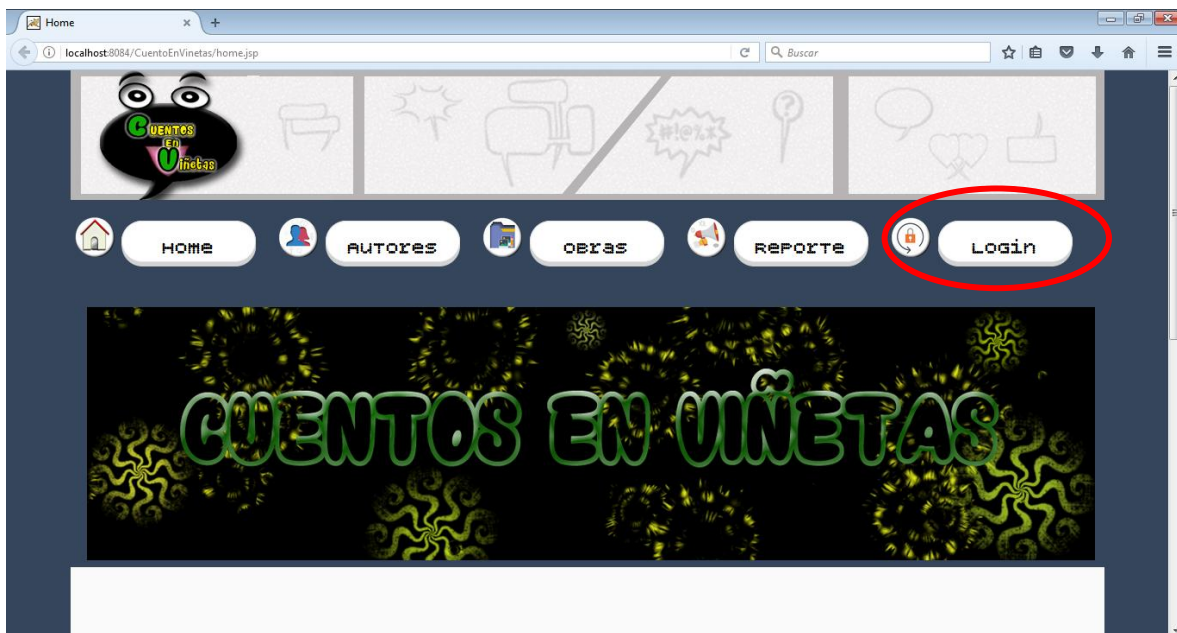 Home
localhost:8084/CuentoEnVinetas/home.jsp
Buscar
CUENTOS
EN
Viñetas
#!@%*
?
Home
Autores
Obras
Reporte
Login
CUENTOS EN VIÑETAS